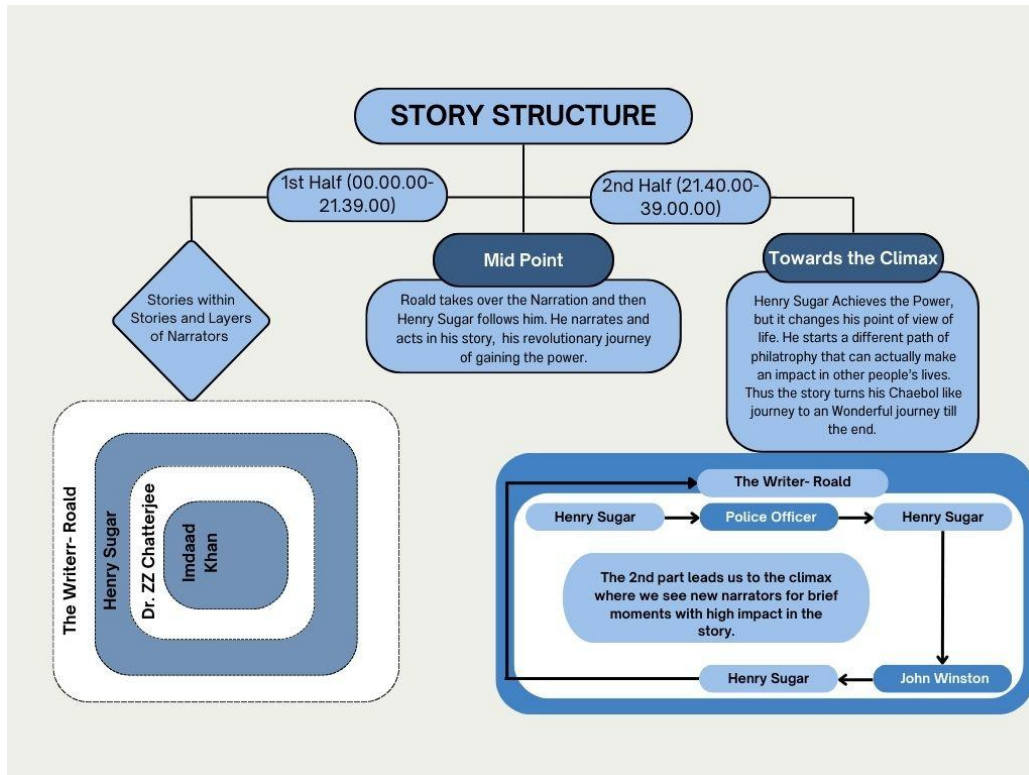 STORY STRUCTURE
1st Half (00.00.00-
21.39.00)
2nd Half (21.40.00-
39.00.00)
Stories within
Stories and Layers
of Narrators
Mid Point
Roald takes over the Narration and then
Henry Sugar follows him. He narrates and
acts in his story, his revolutionary journey
of gaining the power.
Towards the Climax
Henry Sugar Achieves the Power,
but it changes his point of view of
life. He starts a different path of
philatrophy that can actually make
an impact in other people's lives.
Thus the story turns his Chaebol like
journey to an Wonderful journey till
the end.
The Writerr- Roald
Henry Sugar
Dr. ZZ Chatterjee
Imdaad
Khan
The Writer- Roald
Henry Sugar
Police Officer
Henry Sugar
The 2nd part leads us to the climax
where we see new narrators for brief
moments with high impact in the
story.
Henry Sugar
John Winston